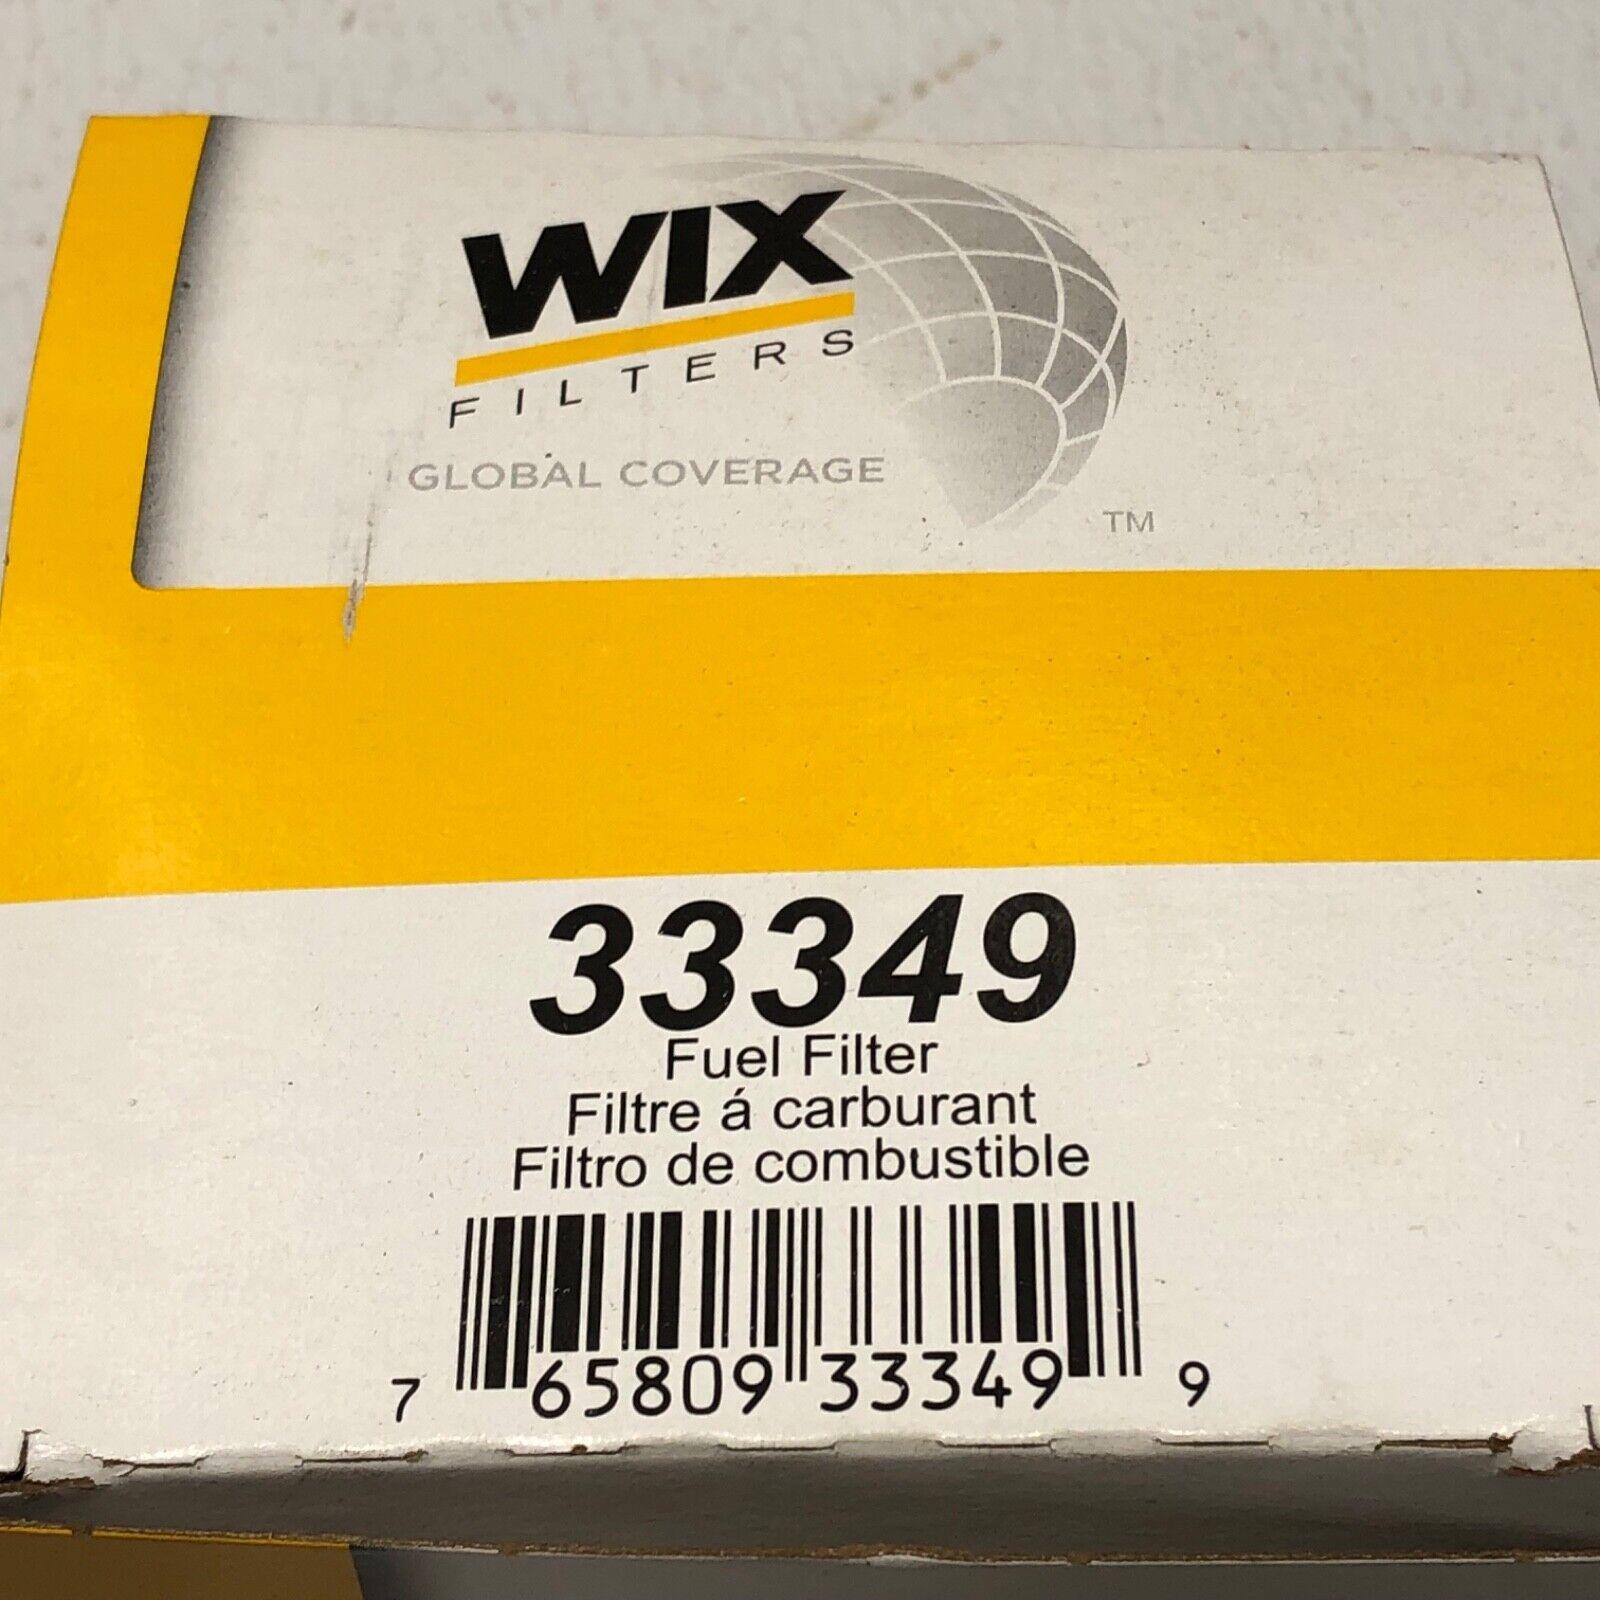 WIX
FILTERS
GLOBAL COVERAGE
TM
33349
Fuel Filter
Filtre á carburant
Filtro de combustible
7 65809 33349 9